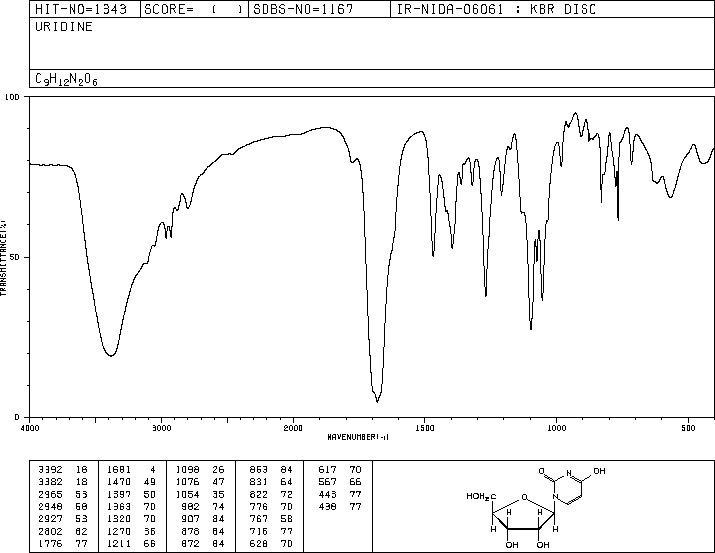 HIT-NO=1343 SCORE= ( ) SDBS-NO=1167 IR-NIDA-06061 : KBR DISC
URIDINE
C9H12N2O6
100
50
0
TRANSMITTANCE(%)
4000 3000 2000 1500 1000 500
WAVENUMBER(-1)
3392 18 1681 4 1098 26 863 84 617 70
3382 18 1470 49 1076 47 831 64 567 66
2965 53 1397 50 1054 35 822 72 443 77
2940 60 1363 70 982 74 776 70 430 77
2927 53 1320 70 907 84 767 58
2802 62 1270 36 878 84 716 77
1776 77 1211 66 872 84 628 70
O N OH
N
HOH2C O
H H H H
OH OH